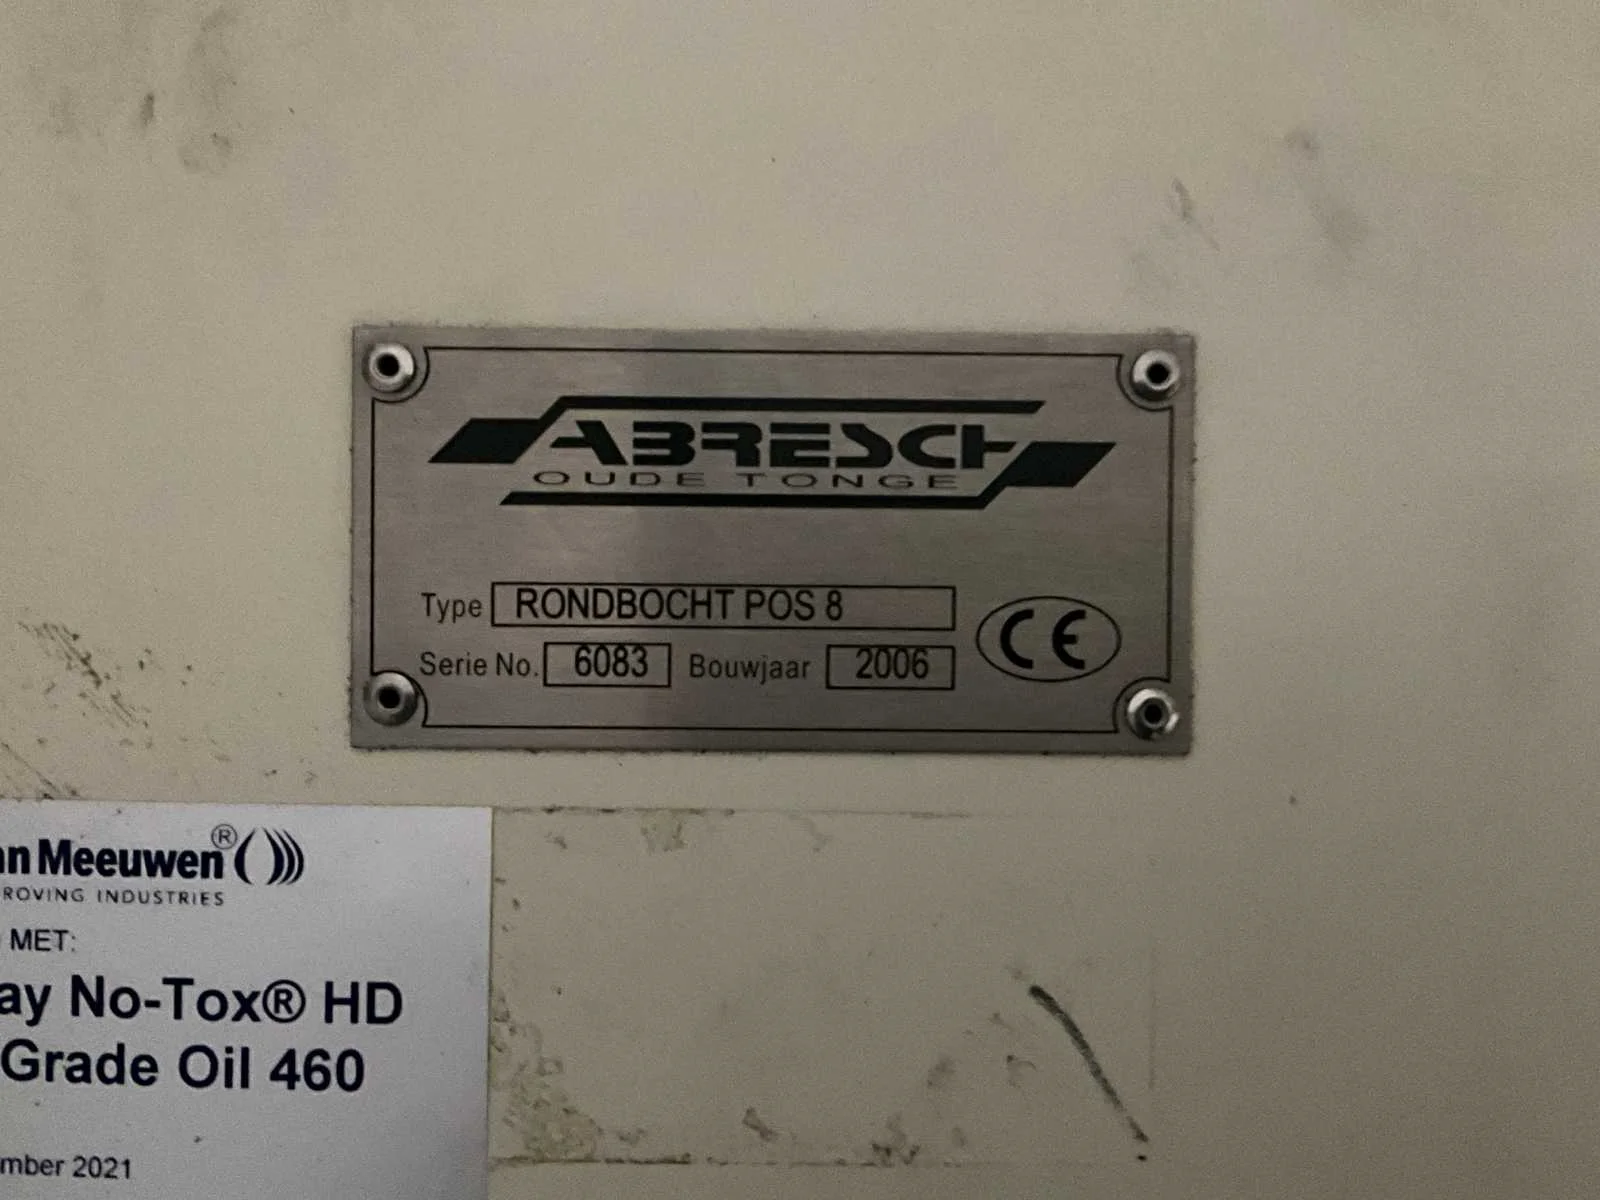 ABRESCH
OUDE TONGE
Type RONDBOCHT POS 8
Serie No. 6083 Bouwjaar 2006
CE
an Meeuwen®
ROVING INDUSTRIES
MET:
ay No-Tox® HD
Grade Oil 460
mber 2021